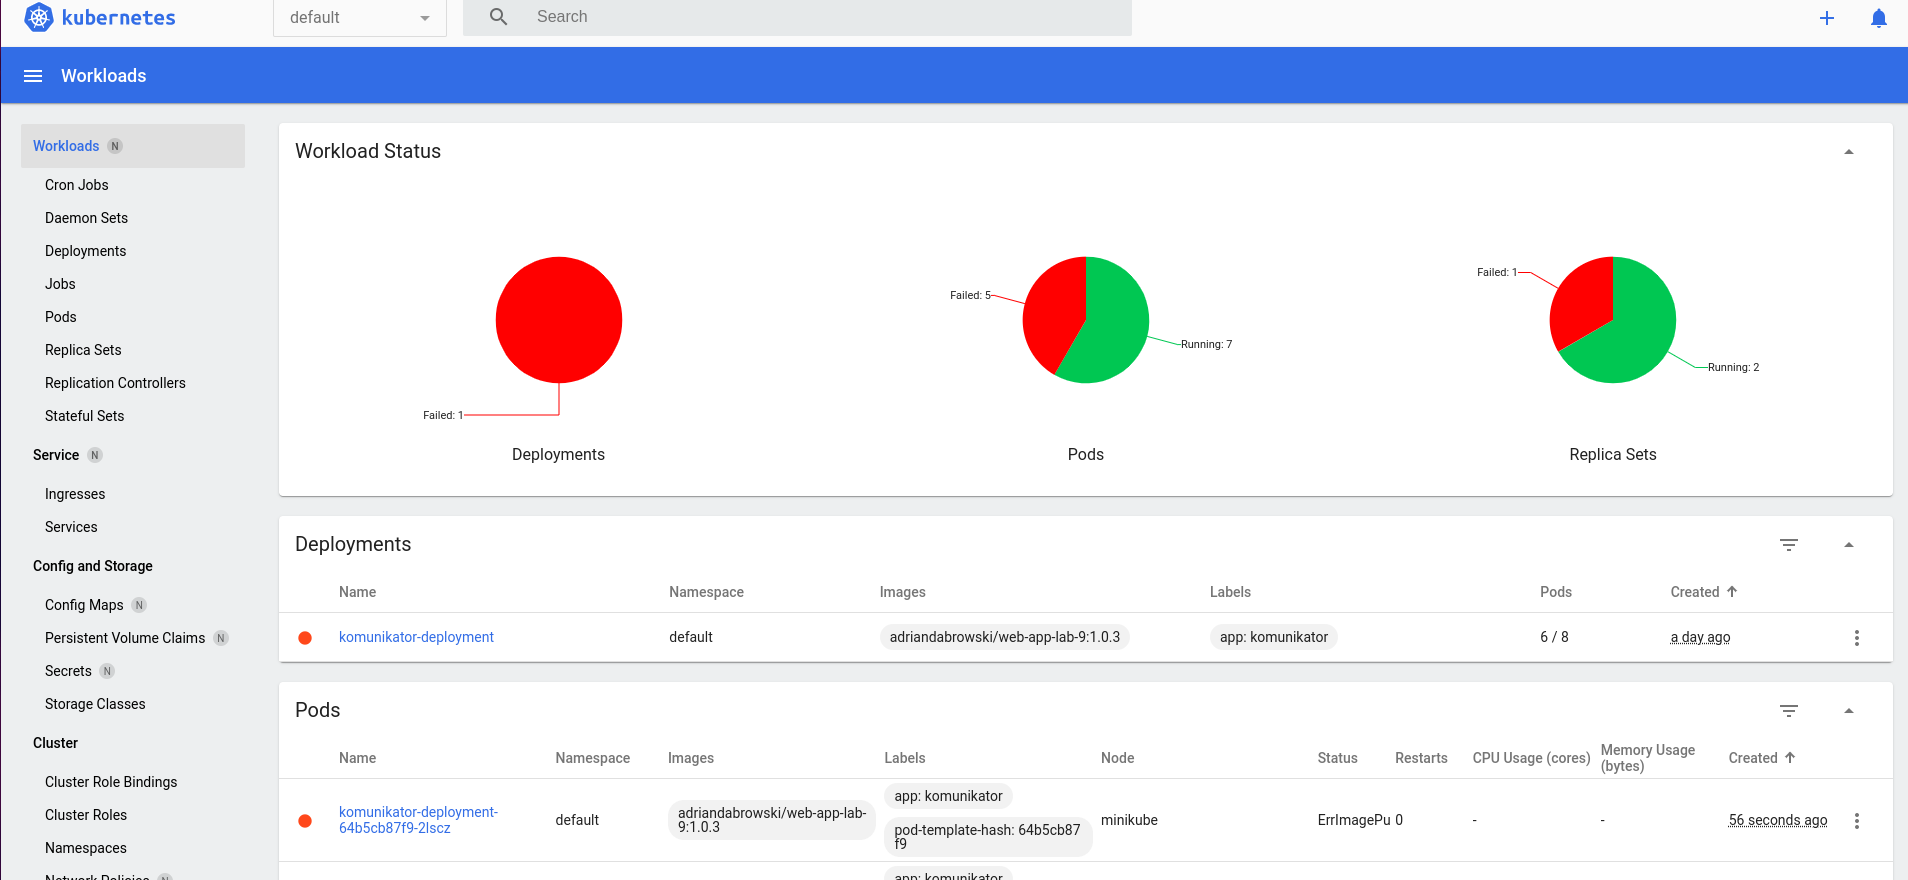 kubernetes
default
Search
Workloads
Workloads N
Cron Jobs
Daemon Sets
Deployments
Jobs
Pods
Replica Sets
Replication Controllers
Stateful Sets
Service N
Ingresses
Services
Config and Storage
Config Maps N
Persistent Volume Claims N
Secrets N
Storage Classes
Cluster
Cluster Role Bindings
Cluster Roles
Namespaces
Network Policies N
Workload Status
Failed: 1
Deployments
Failed: 5
Running: 7
Pods
Failed: 1
Running: 2
Replica Sets
Deployments
Name Namespace Images Labels Pods Created
komunikator-deployment default adriandabrowski/web-app-lab-9:1.0.3 app: komunikator 6 / 8 a day ago
Pods
Name Namespace Images Labels Node Status Restarts CPU Usage (cores) Memory Usage (bytes) Created
komunikator-deployment-
64b5cb87f9-2lscz
default
adriandabrowski/web-app-lab-
9:1.0.3
app: komunikator
pod-template-hash: 64b5cb87
f9
minikube
ErrImagePu 0 - - 56 seconds ago
app: komunikator